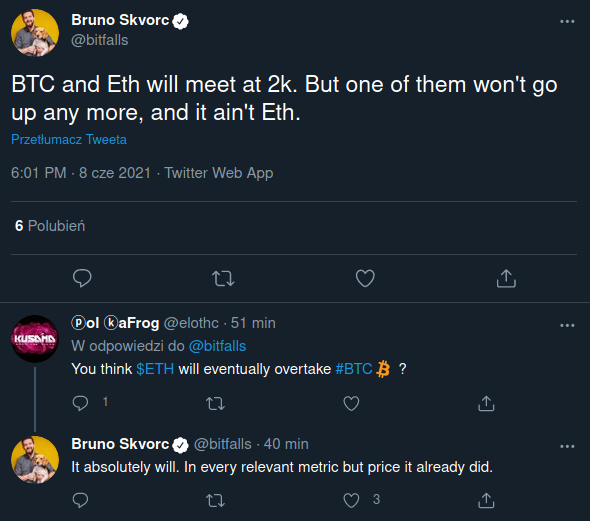 Bruno Skvorc
@bitfalls
BTC and Eth will meet at 2k. But one of them won't go
up any more, and it ain't Eth.
Przetłumacz Tweeta
6:01 PM · 8 cze 2021 · Twitter Web App
6 Polubień
ⓟol ⓚaFrog @elothc · 51 min
KUSAMA
W odpowiedzi do @bitfalls
You think $ETH will eventually overtake #BTC ?
1
Bruno Skvorc @bitfalls · 40 min
It absolutely will. In every relevant metric but price it already did.
3